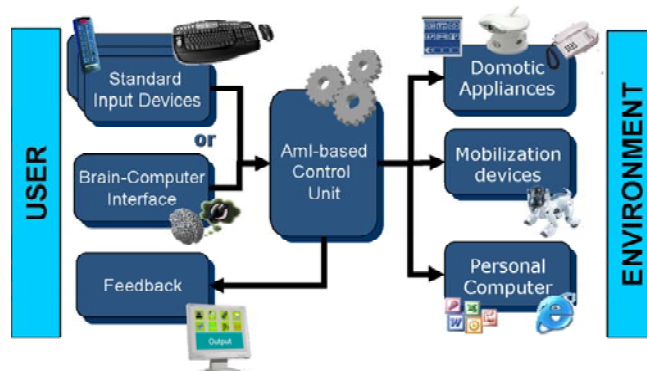 USER
Standard
Input Devices
or
Brain-Computer
Interface
Feedback
Output
AmI-based
Control
Unit
Domotic
Appliances
Mobilization
devices
Personal
Computer
ENVIRONMENT